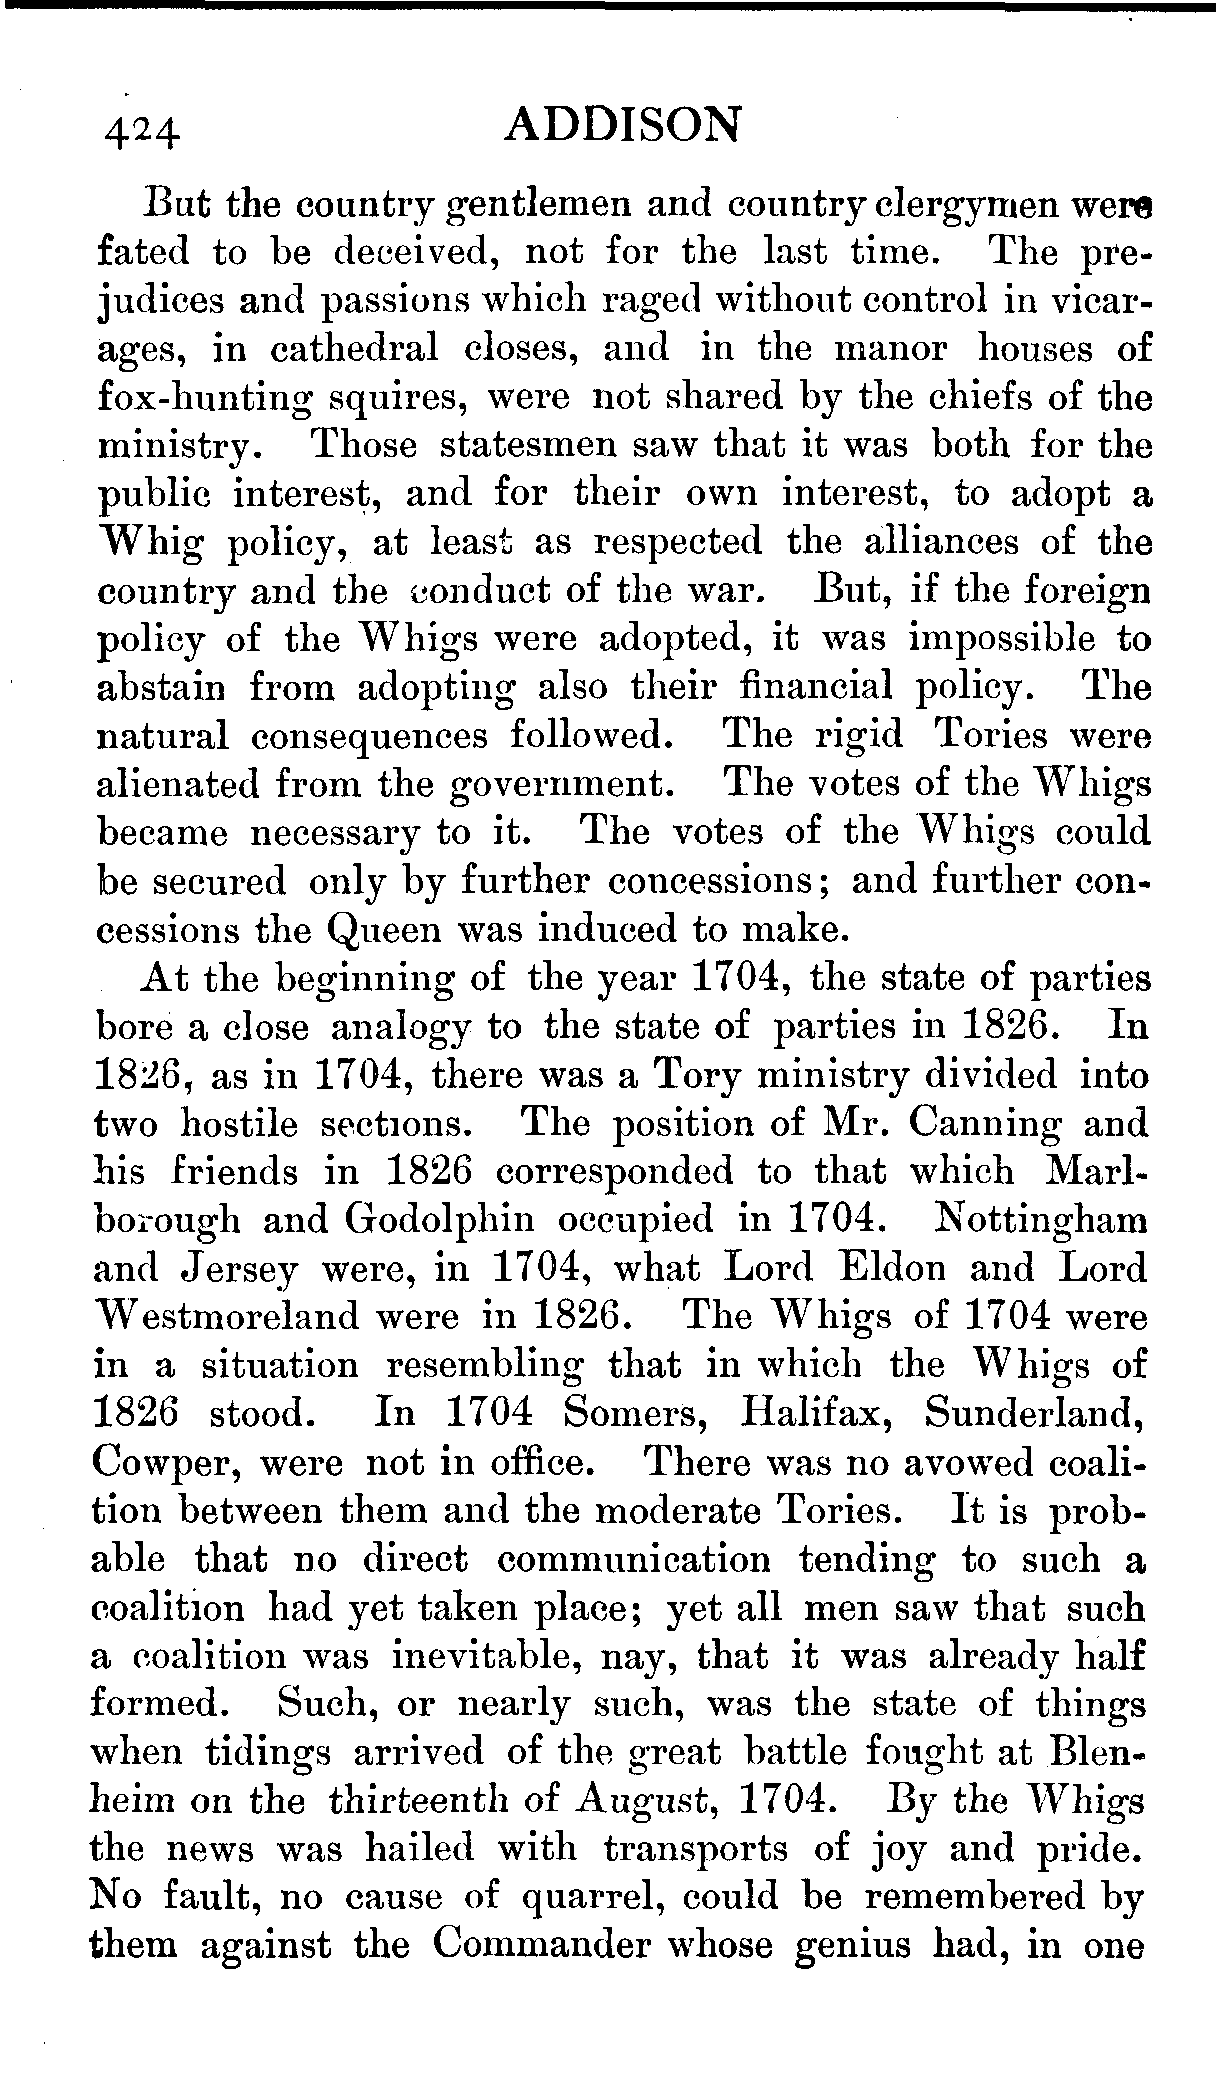 424 ADDISON
But the country gentlemen and country clergymen were
fated to be deceived, not for the last time. The pre-
judices and passions which raged without control in vicar-
ages, in cathedral closes, and in the manor houses of
fox-hunting squires, were not shared by the chiefs of the
ministry. Those statesmen saw that it was both for the
public interest, and for their own interest, to adopt a
Whig policy, at least as respected the alliances of the
country and the conduct of the war. But, if the foreign
policy of the Whigs were adopted, it was impossible to
abstain from adopting also their financial policy. The
natural consequences followed. The rigid Tories were
alienated from the government. The votes of the Whigs
became necessary to it. The votes of the Whigs could
be secured only by further concessions; and further con-
cessions the Queen was induced to make.
At the beginning of the year 1704, the state of parties
bore a close analogy to the state of parties in 1826. In
1826, as in 1704, there was a Tory ministry divided into
two hostile sections. The position of Mr. Canning and
his friends in 1826 corresponded to that which Marl-
borough and Godolphin occupied in 1704. Nottingham
and Jersey were, in 1704, what Lord Eldon and Lord
Westmoreland were in 1826. The Whigs of 1704 were
in a situation resembling that in which the Whigs of
1826 stood. In 1704 Somers, Halifax, Sunderland,
Cowper, were not in office. There was no avowed coali-
tion between them and the moderate Tories. It is prob-
able that no direct communication tending to such a
coalition had yet taken place; yet all men saw that such
a coalition was inevitable, nay, that it was already half
formed. Such, or nearly such, was the state of things
when tidings arrived of the great battle fought at Blen-
heim on the thirteenth of August, 1704. By the Whigs
the news was hailed with transports of joy and pride.
No fault, no cause of quarrel, could be remembered by
them against the Commander whose genius had, in one